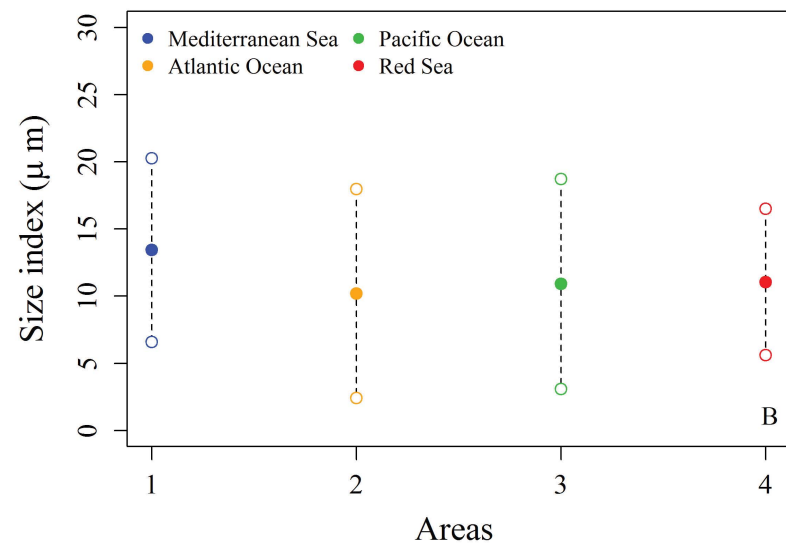 Size index (μ m)
30
25
20
15
10
5
0
Mediterranean Sea
Pacific Ocean
Atlantic Ocean
Red Sea
B
1 2 3 4
Areas